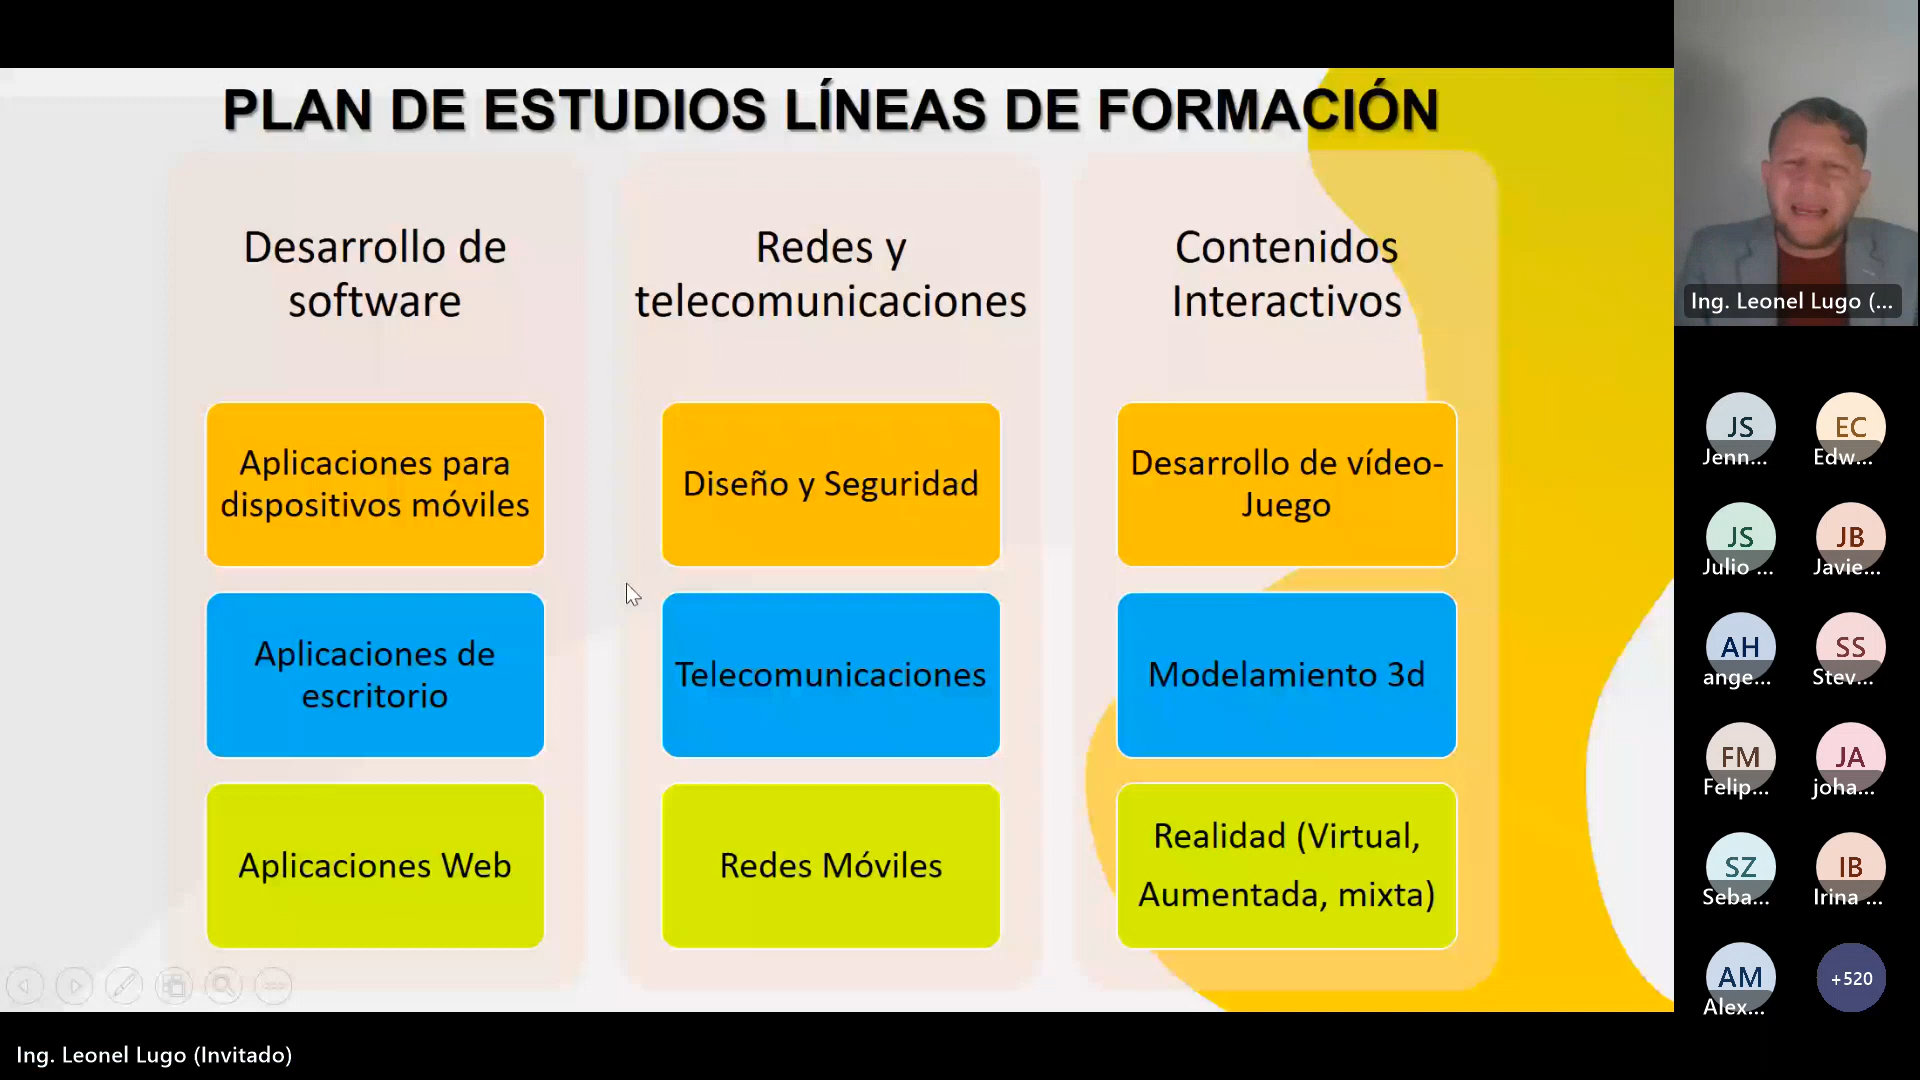 PLAN DE ESTUDIOS LÍNEAS DE FORMACIÓN
Desarrollo de
software
Aplicaciones para
dispositivos móviles
Aplicaciones de
escritorio
Aplicaciones Web
Redes y
telecomunicaciones
Diseño y Seguridad
Telecomunicaciones
Redes Móviles
Contenidos
Interactivos
Desarrollo de vídeo-
Juego
Modelamiento 3d
Realidad (Virtual,
Aumentada, mixta)
Ing. Leonel Lugo (...
JS
Jenn...
EC
Edw...
JS
Julio ...
JB
Javie...
AH
ange...
SS
Stev...
FM
Felip...
JA
joha...
SZ
Seba...
IB
Irina ...
AM
Alex...
+520
Ing. Leonel Lugo (Invitado)